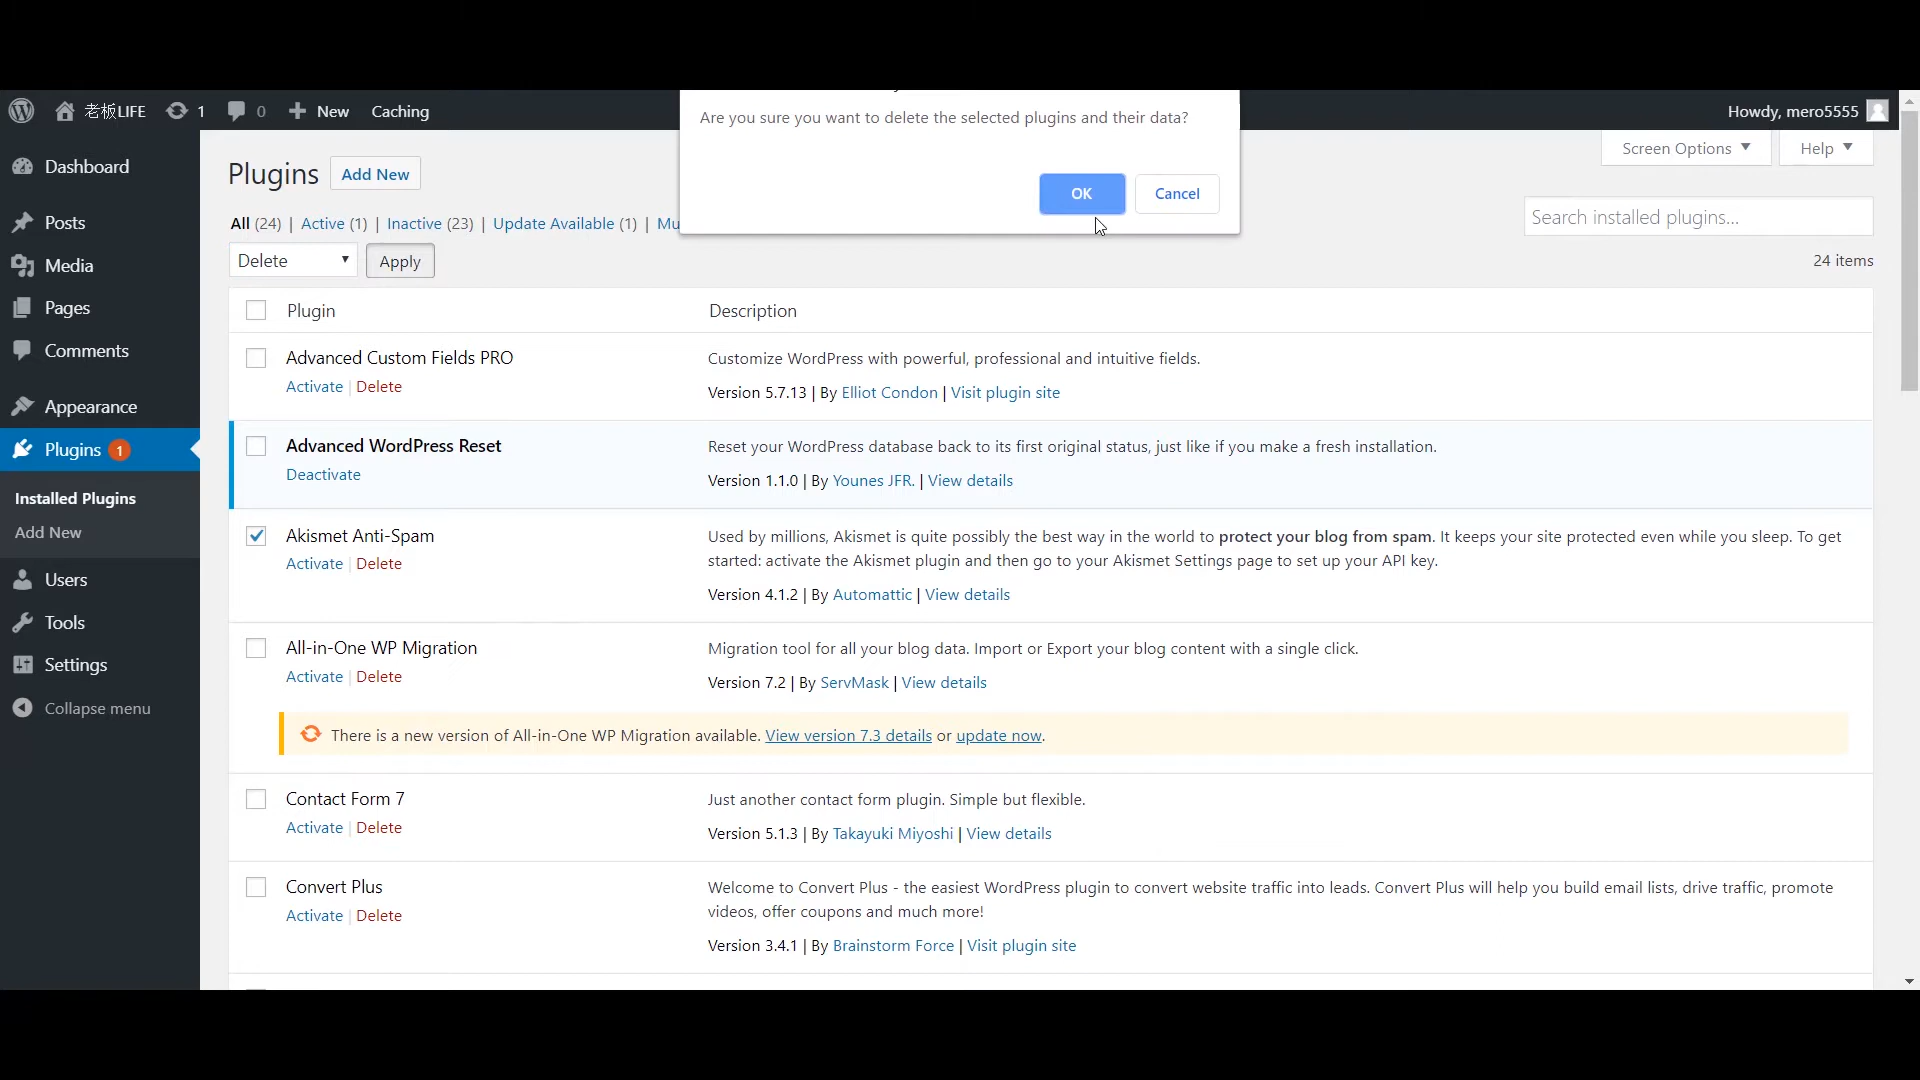 老板LIFE 1 0 New Caching
Howdy, mero5555
Are you sure you want to delete the selected plugins and their data?
OK Cancel
Screen Options Help
Dashboard
Posts
Media
Pages
Comments
Appearance
Plugins 1
Installed Plugins
Add New
Users
Tools
Settings
Collapse menu
Plugins Add New
All (24) | Active (1) | Inactive (23) | Update Available (1) |
Search installed plugins...
Delete Apply
24 items
Plugin Description
Advanced Custom Fields PRO
Activate | Delete
Customize WordPress with powerful, professional and intuitive fields.
Version 5.7.13 | By Elliot Condon | Visit plugin site
Advanced WordPress Reset
Deactivate
Reset your WordPress database back to its first original status, just like if you make a fresh installation.
Version 1.1.0 | By Younes JFR. | View details
Akismet Anti-Spam
Activate | Delete
Used by millions, Akismet is quite possibly the best way in the world to protect your blog from spam. It keeps your site protected even while you sleep. To get
started: activate the Akismet plugin and then go to your Akismet Settings page to set up your API key.
Version 4.1.2 | By Automattic | View details
All-in-One WP Migration
Activate | Delete
Migration tool for all your blog data. Import or Export your blog content with a single click.
Version 7.2 | By ServMask | View details
There is a new version of All-in-One WP Migration available. View version 7.3 details or update now.
Contact Form 7
Activate | Delete
Just another contact form plugin. Simple but flexible.
Version 5.1.3 | By Takayuki Miyoshi | View details
Convert Plus
Activate | Delete
Welcome to Convert Plus - the easiest WordPress plugin to convert website traffic into leads. Convert Plus will help you build email lists, drive traffic, promote
videos, offer coupons and much more!
Version 3.4.1 | By Brainstorm Force | Visit plugin site